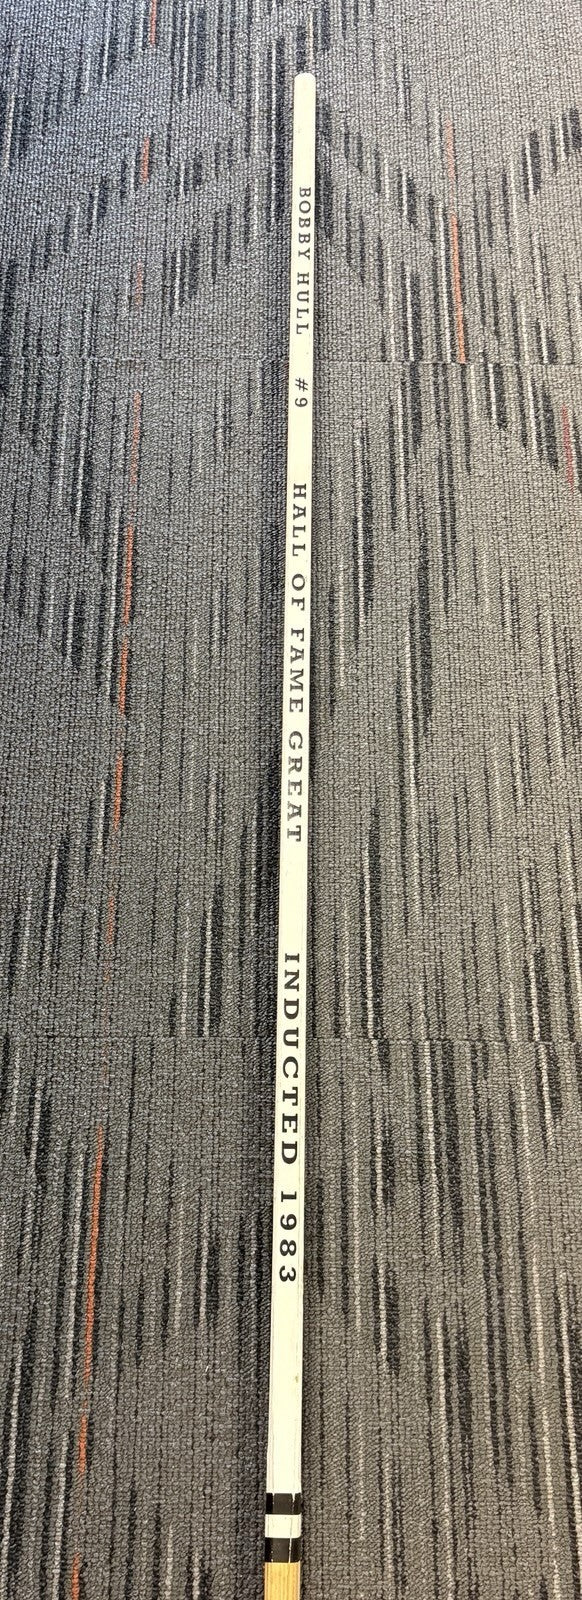 BOBBY HULL #9 HALL OF FAME GREAT INDUCTED 1983